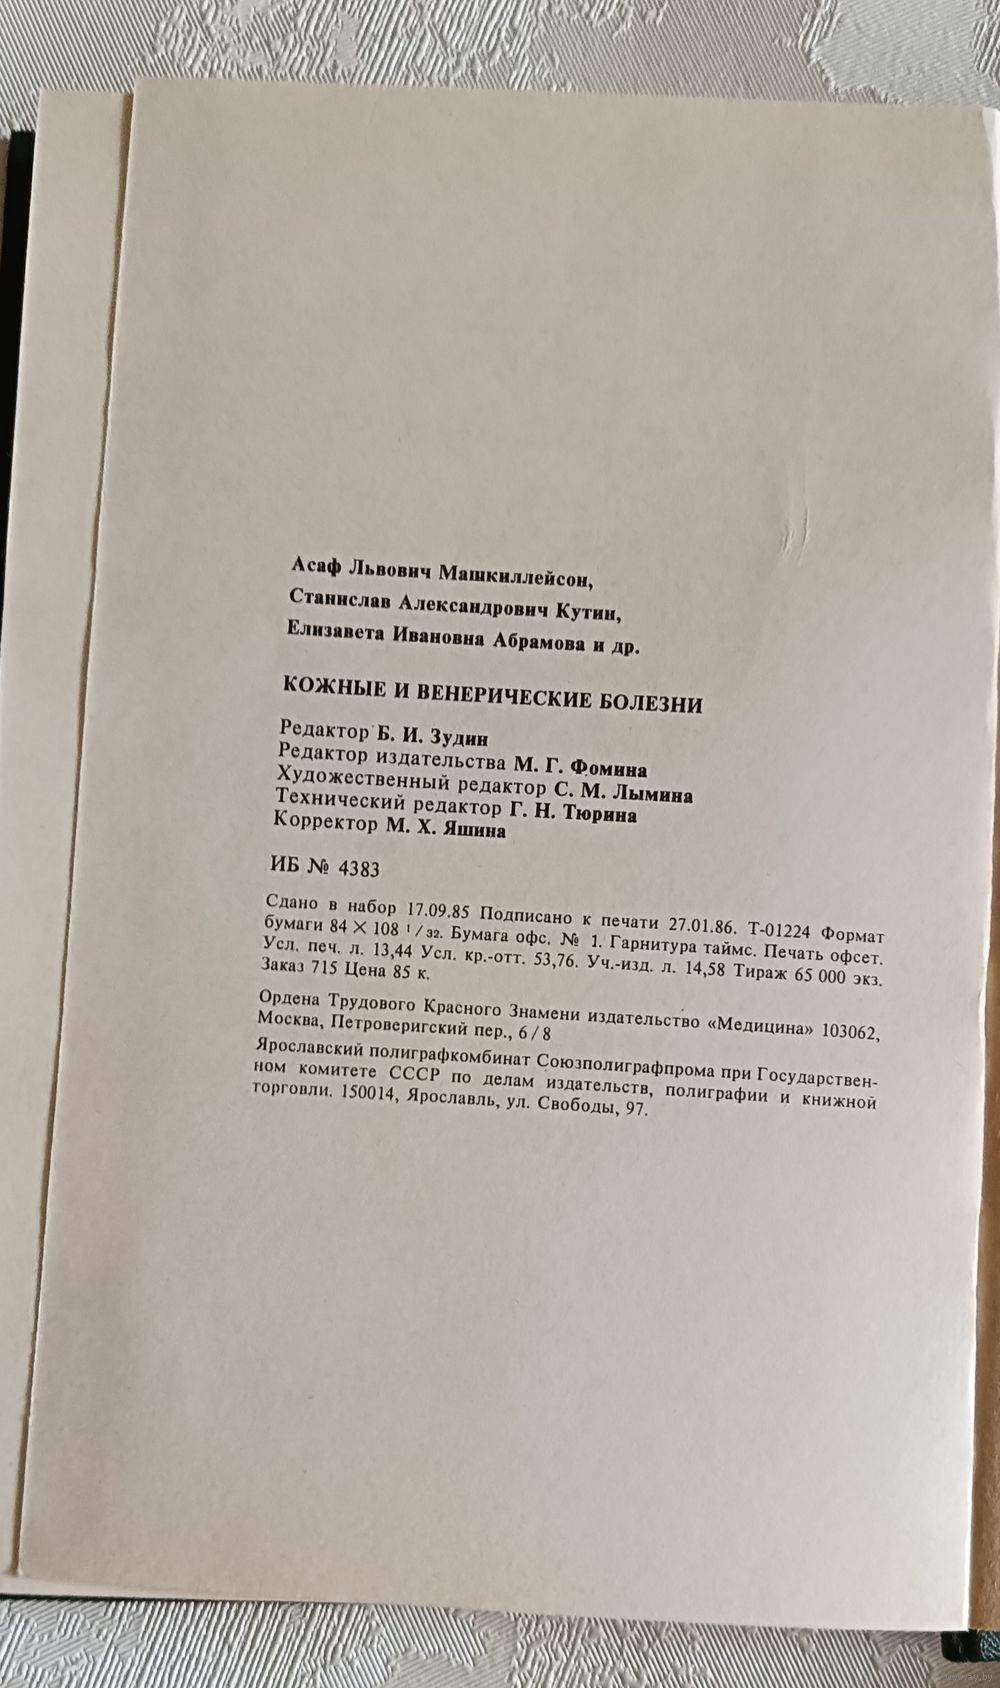 Асаф Львович Машкиллейсон,
Станислав Александрович Кутин,
Елизавета Ивановна Абрамова и др.
КОЖНЫЕ И ВЕНЕРИЧЕСКИЕ БОЛЕЗНИ
Редактор Б. И. Зудин
Редактор издательства М. Г. Фомина
Художественный редактор С. М. Лымина
Технический редактор Г. Н. Тюрина
Корректор М. Х. Яшина
ИБ № 4383
Сдано в набор 17.09.85 Подписано к печати 27.01.86. Т-01224 Формат
бумаги 84 × 108 1/32. Бумага офс. № 1. Гарнитура таймс. Печать офсет.
Усл. печ. л. 13,44 Усл. кр.-отт. 53,76. Уч.-изд. л. 14,58 Тираж 65 000 экз.
Заказ 715 Цена 85 к.
Ордена Трудового Красного Знамени издательство «Медицина» 103062,
Москва, Петроверигский пер., 6/8
Ярославский полиграфкомбинат Союзполиграфпрома при Государствен-
ном комитете СССР по делам издательств, полиграфии и книжной
торговли. 150014, Ярославль, ул. Свободы, 97.
www.ay.by